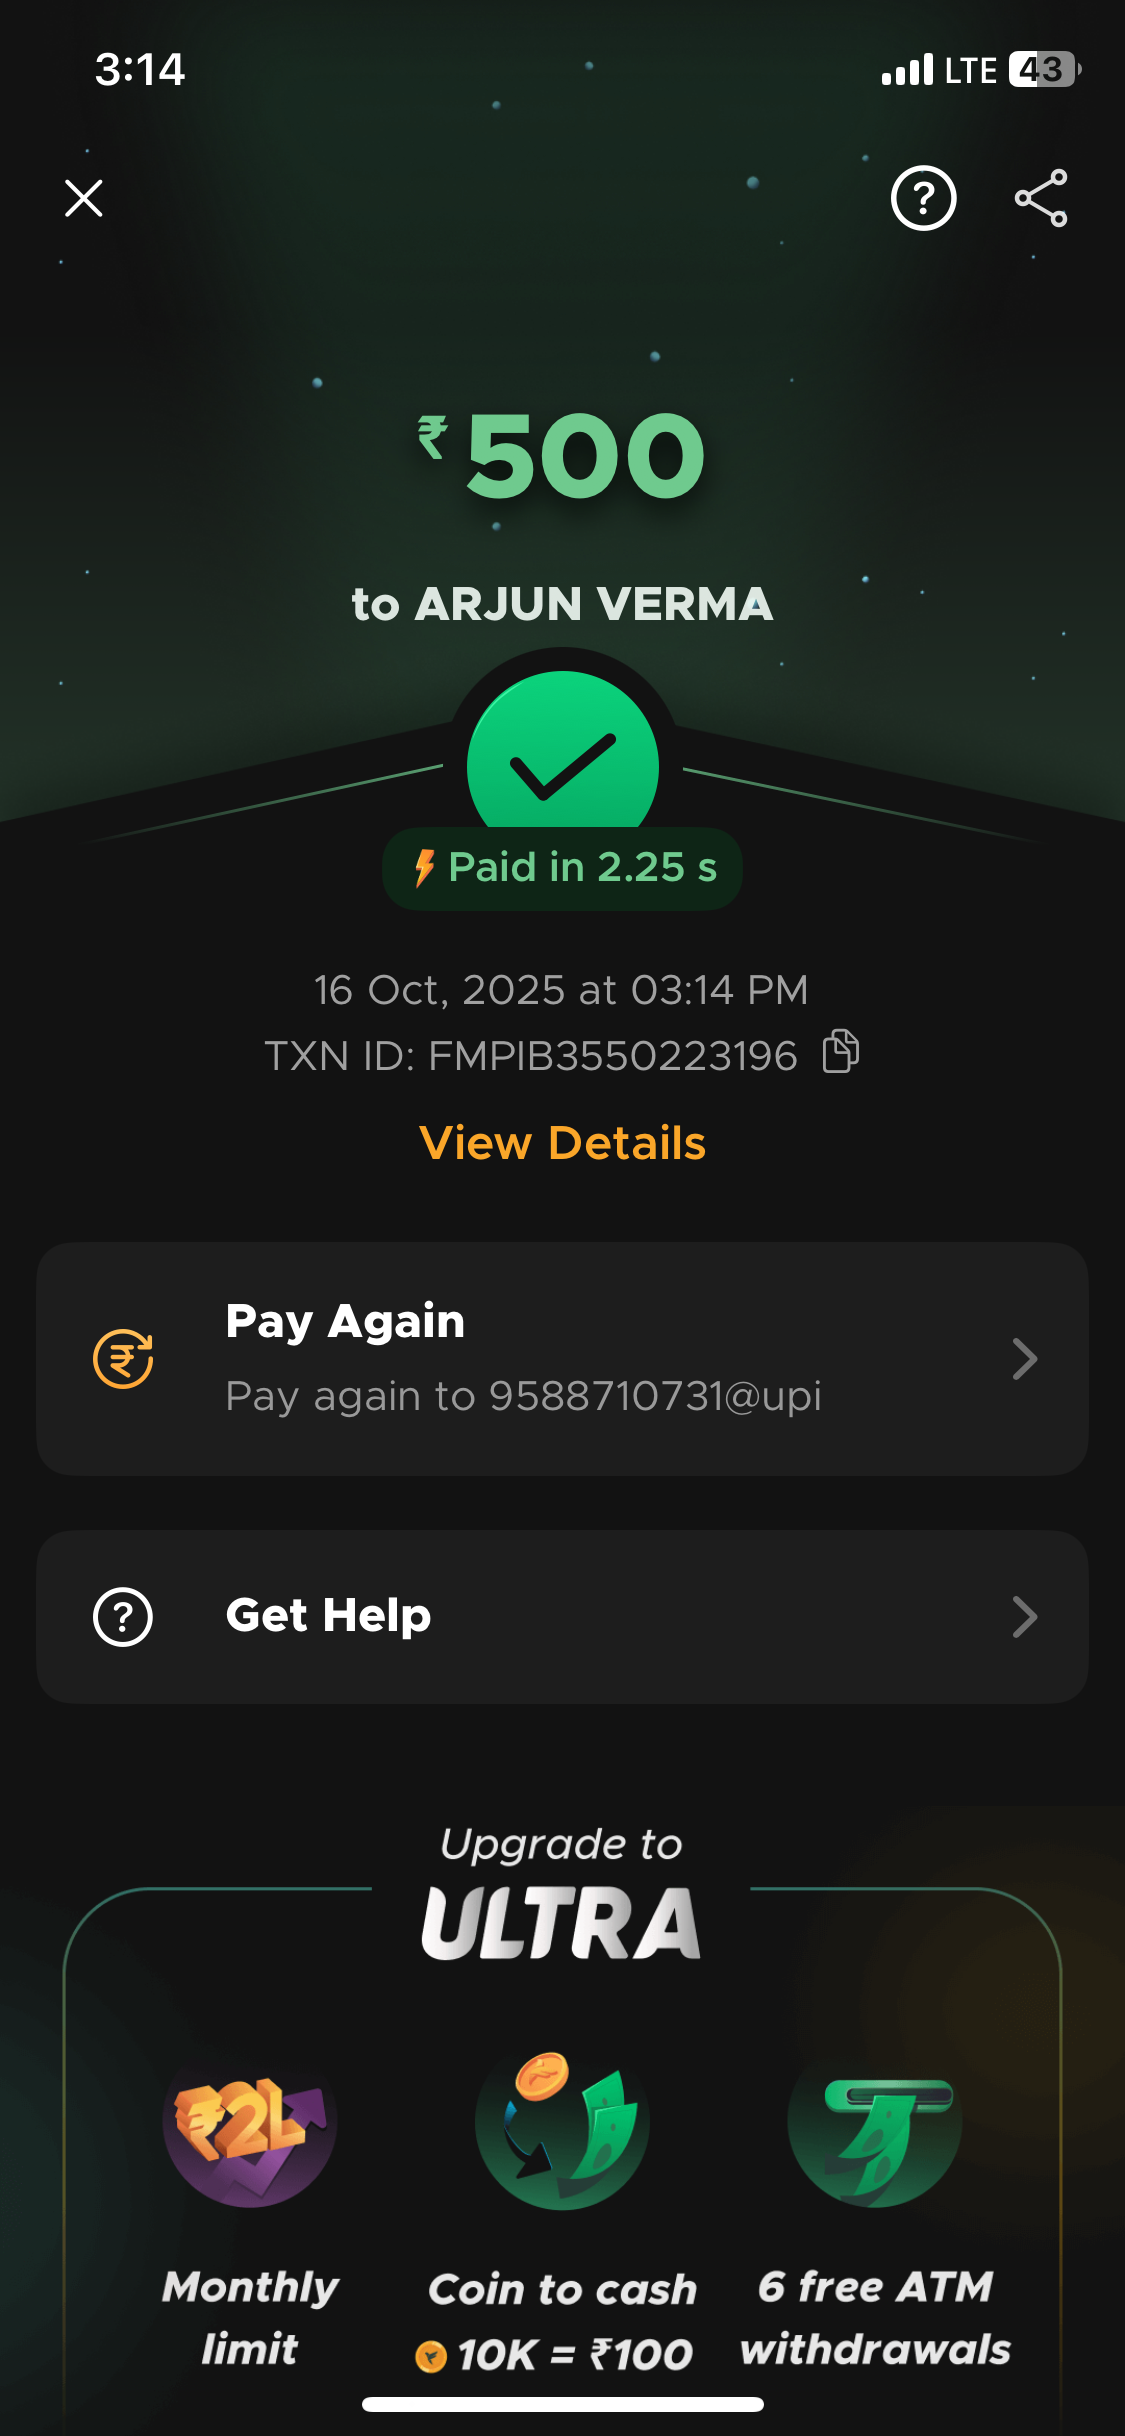 3:14
LTE 43
₹500
to ARJUN VERMA
Paid in 2.25 s
16 Oct, 2025 at 03:14 PM
TXN ID: FMPIB3550223196
View Details
Pay Again
Pay again to 9588710731@upi
Get Help
Upgrade to
ULTRA
₹2L
Monthly
limit
Coin to cash
10K = ₹100
6 free ATM
withdrawals